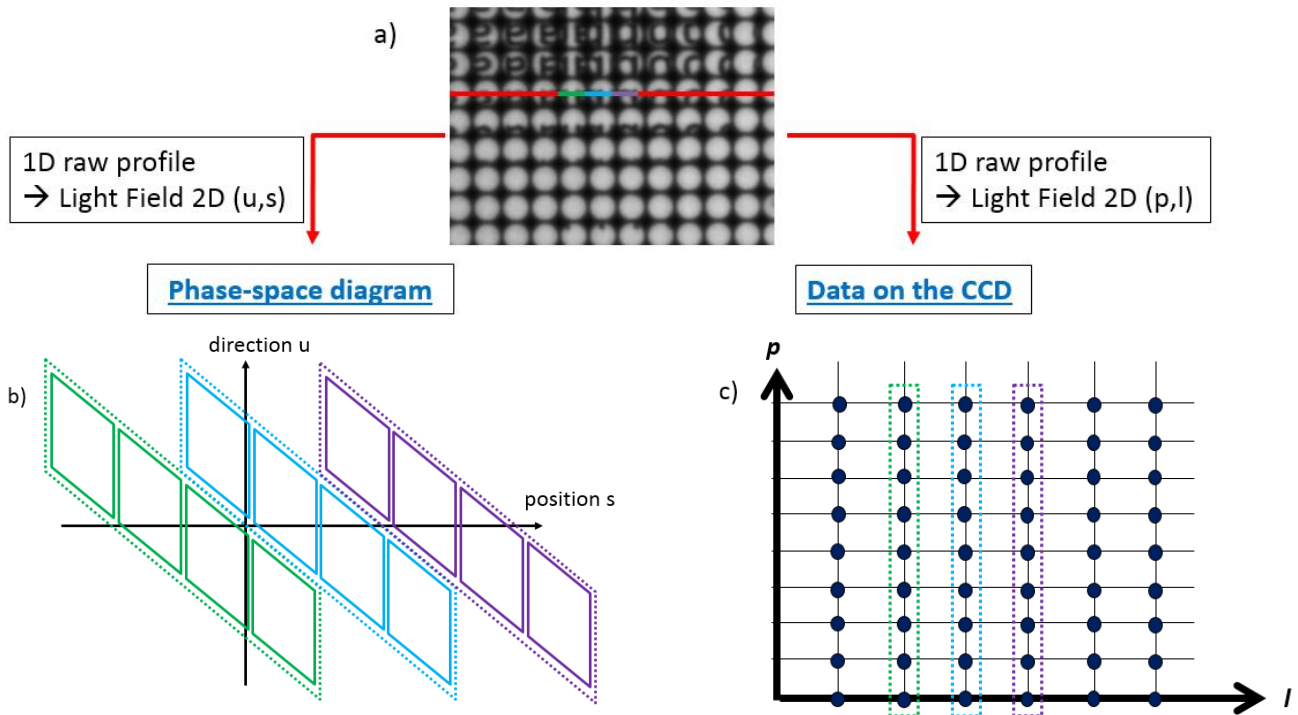 a)
1D raw profile
→ Light Field 2D (u,s)
1D raw profile
→ Light Field 2D (p,l)
Phase-space diagram
Data on the CCD
b)
direction u
position s
c)
p
l